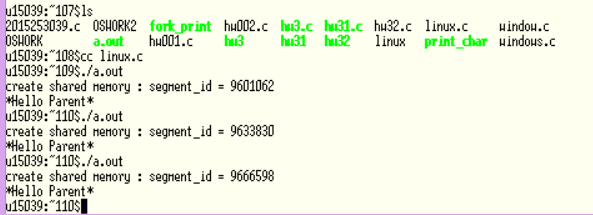 u15039:~107$ls
2015253039.c OSWORK2 fork_print hw002.c hw3.c hw31.c hw32.c linux.c window.c
OSWORK a.out hw001.c hw3 hw31 hw32 linux print_char windows.c
u15039:~108$cc linux.c
u15039:~109$./a.out
create shared memory : segment_id = 9601062
*Hello Parent*
u15039:~110$./a.out
create shared memory : segment_id = 9633830
*Hello Parent*
u15039:~110$./a.out
create shared memory : segment_id = 9666598
*Hello Parent*
u15039:~110$